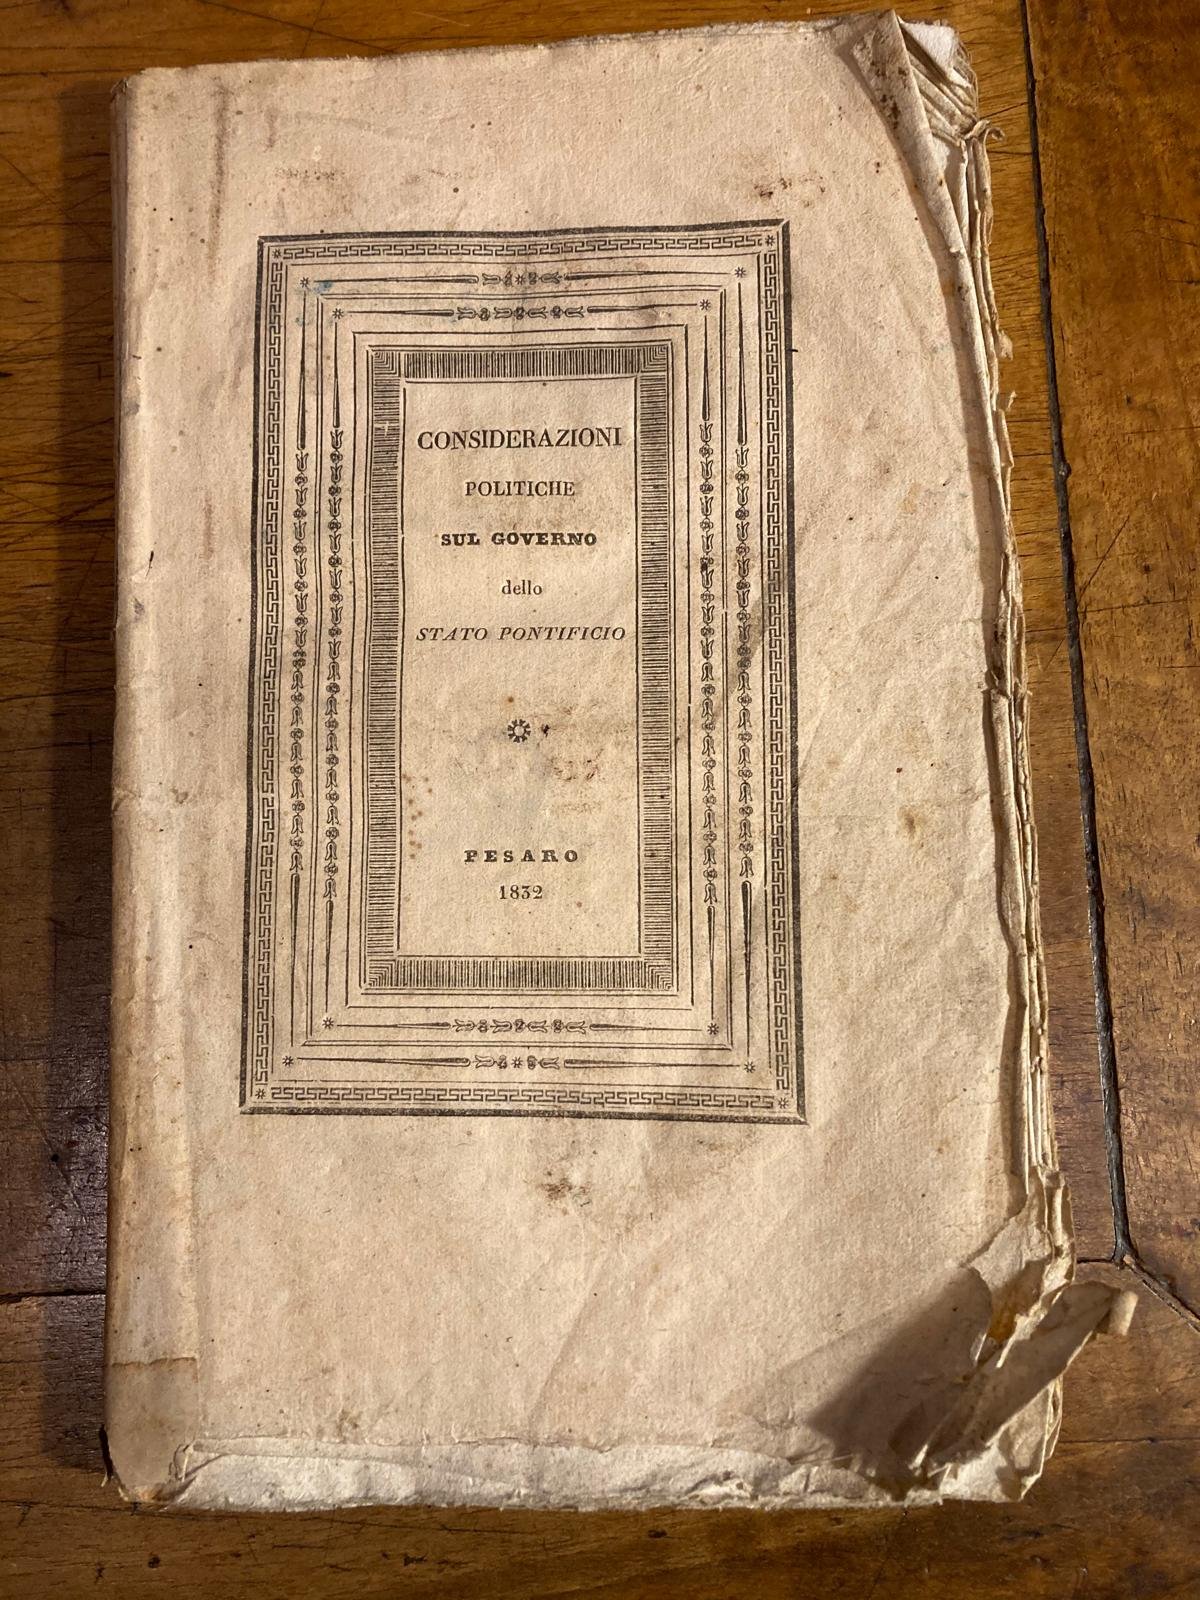 CONSIDERAZIONI
POLITICHE
SUL GOVERNO
dello
STATO PONTIFICIO
PESARO
1832